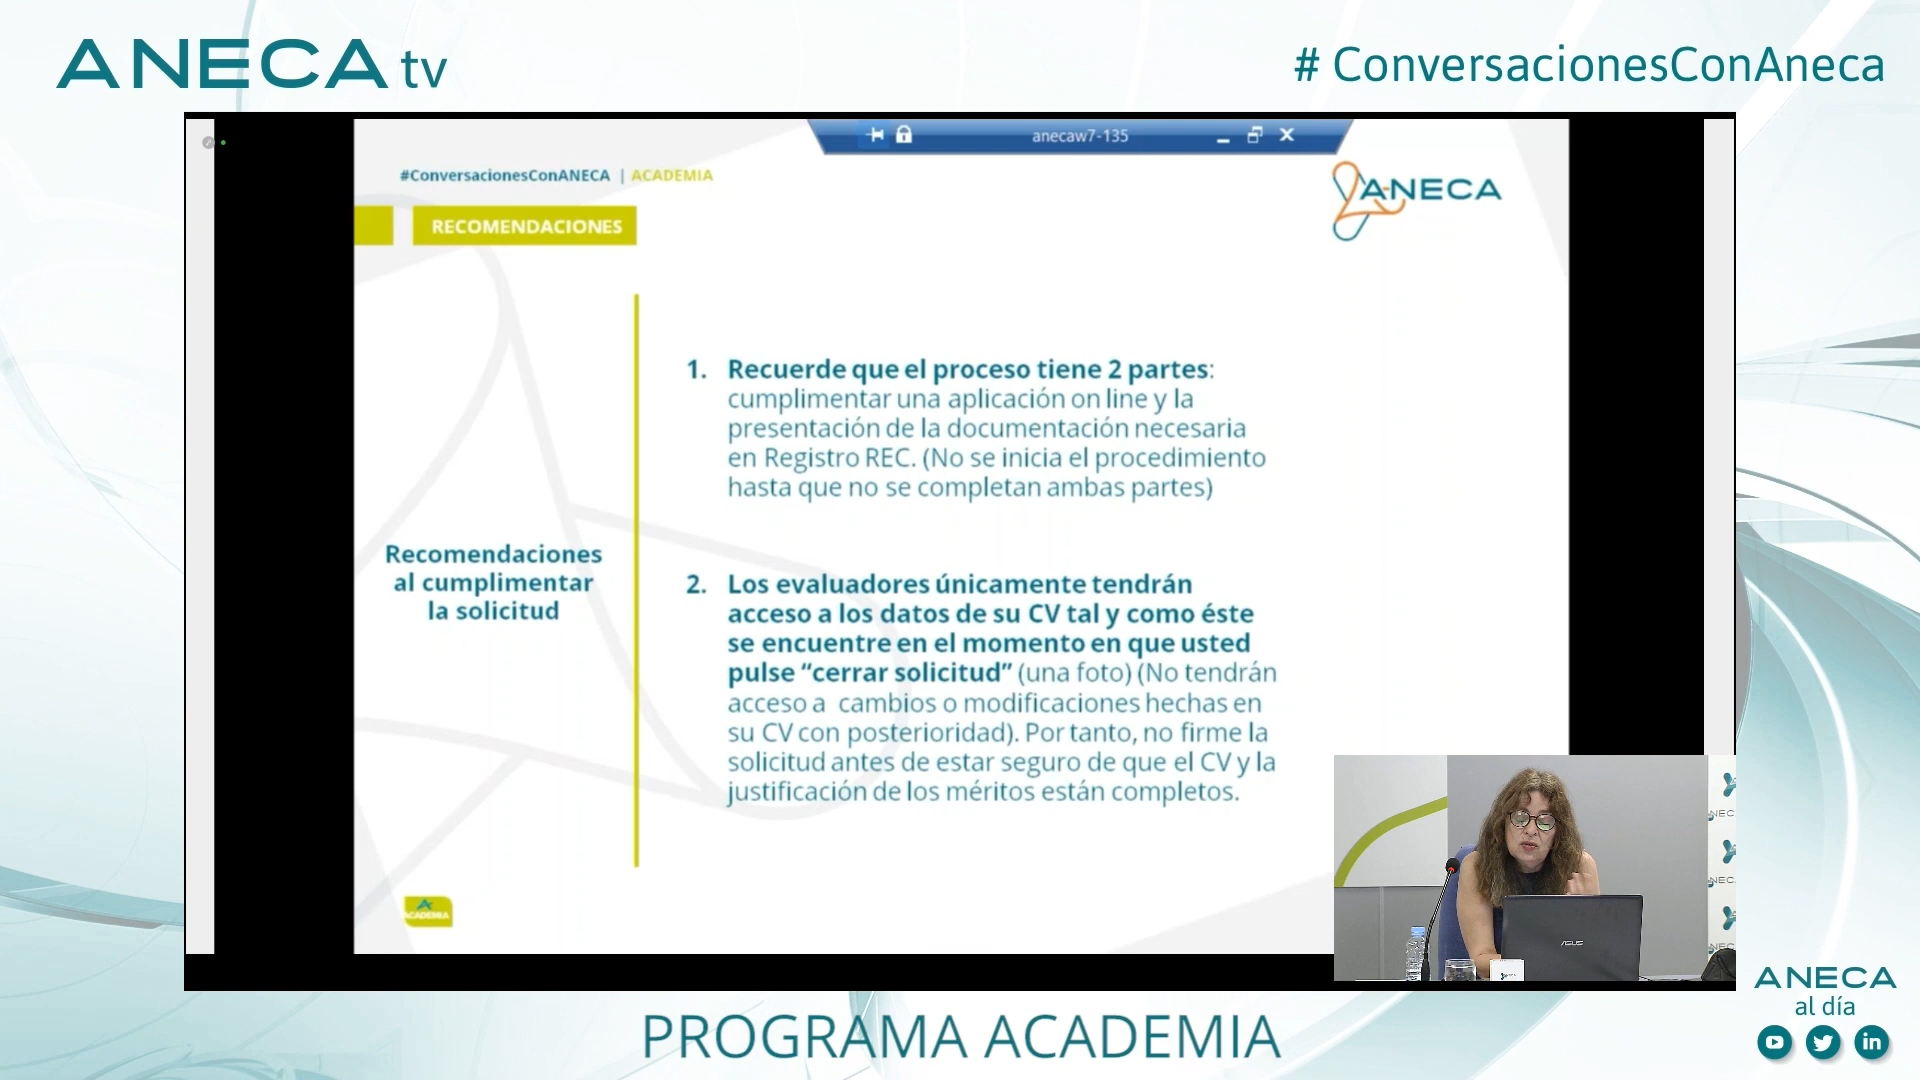 ANECA tv
# ConversacionesConAneca
anecaw7-135
#ConversacionesConANECA | ACADEMIA
ANECA
RECOMENDACIONES
Recomendaciones
al cumplimentar
la solicitud
1. Recuerde que el proceso tiene 2 partes:
cumplimentar una aplicación on line y la
presentación de la documentación necesaria
en Registro REC. (No se inicia el procedimiento
hasta que no se completan ambas partes)
2. Los evaluadores únicamente tendrán
acceso a los datos de su CV tal y como éste
se encuentre en el momento en que usted
pulse “cerrar solicitud” (una foto) (No tendrán
acceso a cambios o modificaciones hechas en
su CV con posterioridad). Por tanto, no firme la
solicitud antes de estar seguro de que el CV y la
justificación de los méritos están completos.
ACADEMIA
ASUS
ANECA
al día
PROGRAMA ACADEMIA